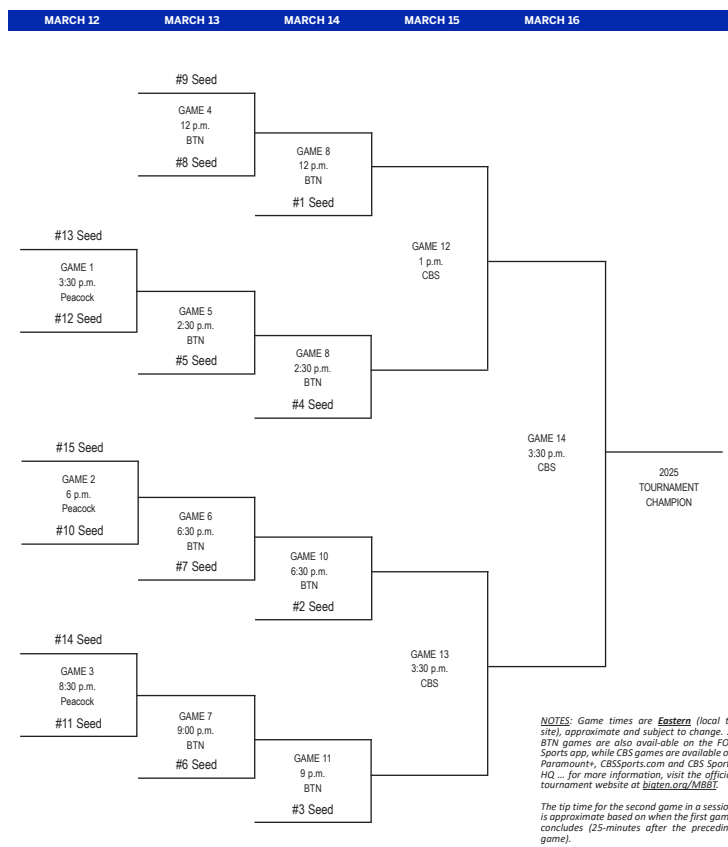 MARCH 12 MARCH 13 MARCH 14 MARCH 15 MARCH 16
#9 Seed
GAME 4
12 p.m.
BTN
#8 Seed
GAME 8
12 p.m.
BTN
#1 Seed
#13 Seed
GAME 1
3:30 p.m.
Peacock
#12 Seed
GAME 5
2:30 p.m.
BTN
#5 Seed
GAME 8
2:30 p.m.
BTN
#4 Seed
GAME 12
1 p.m.
CBS
#15 Seed
GAME 2
6 p.m.
Peacock
#10 Seed
GAME 6
6:30 p.m.
BTN
#7 Seed
GAME 10
6:30 p.m.
BTN
#2 Seed
#14 Seed
GAME 3
8:30 p.m.
Peacock
#11 Seed
GAME 7
9:00 p.m.
BTN
#6 Seed
GAME 11
9 p.m.
BTN
#3 Seed
GAME 13
3:30 p.m.
CBS
GAME 14
3:30 p.m.
CBS
2025
TOURNAMENT
CHAMPION
NOTES: Game times are Eastern (local
site), approximate and subject to change.
BTN games are also avail-able on the
Sports app, while CBS games are available
Paramount+, CBSSports.com and CBS
HQ ... for more information, visit the
tournament website at bigten.org/MBBT.
The tip time for the second game in a
is approximate based on when the first
concludes (25-minutes after the
game).